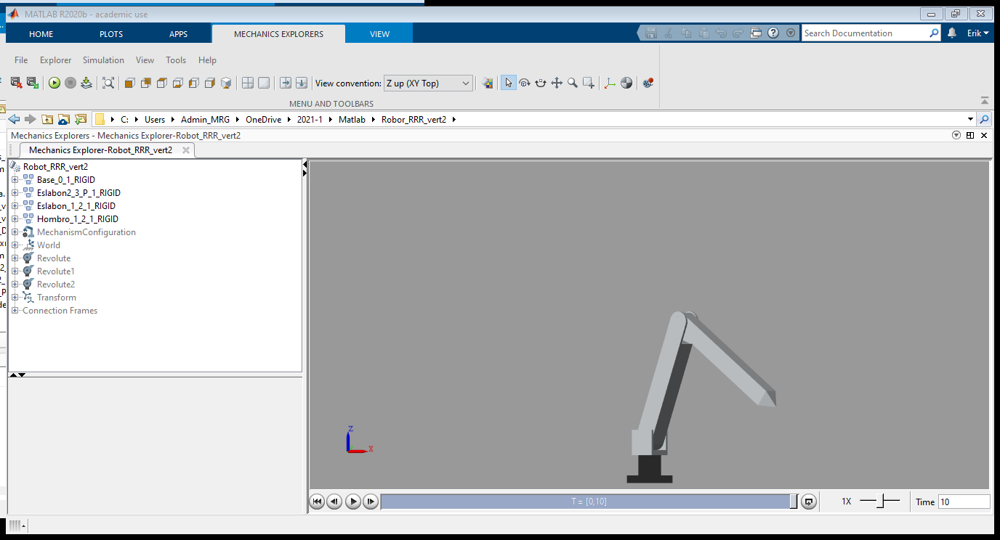 MATLAB R2020b - academic use
HOME PLOTS APPS MECHANICS EXPLORERS VIEW Search Documentation Erik
File Explorer Simulation View Tools Help
View convention: Z up (XY Top)
MENU AND TOOLBARS
C: Users Admin_MRG OneDrive 2021-1 Matlab Robor_RRR_vert2
Mechanics Explorers - Mechanics Explorer-Robot_RRR_vert2
Mechanics Explorer-Robot_RRR_vert2
Robot_RRR_vert2
Base_0_1_RIGID
Eslabon2_3_P_1_RIGID
Eslabon_1_2_1_RIGID
Hombro_1_2_1_RIGID
MechanismConfiguration
World
Revolute
Revolute1
Revolute2
Transform
Connection Frames
Z
X
T = [0,10] 1X Time 10